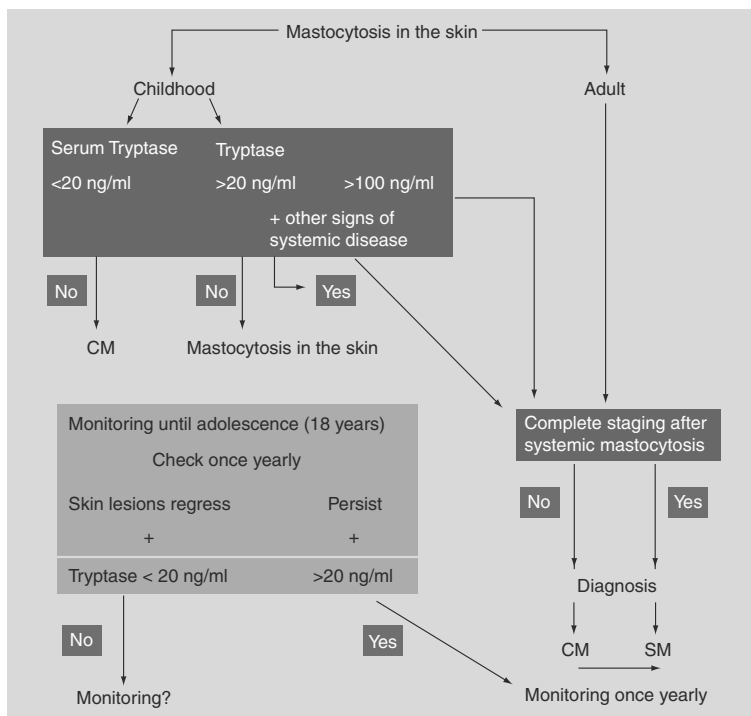 Mastocytosis in the skin
Childhood
Adult
Serum Tryptase
Tryptase
<20 ng/ml
>20 ng/ml
>100 ng/ml
+ other signs of
systemic disease
No
No
Yes
CM
Mastocytosis in the skin
Monitoring until adolescence (18 years)
Check once yearly
Skin lesions regress
Persist
+
+
Tryptase < 20 ng/ml
>20 ng/ml
No
Yes
Monitoring?
Complete staging after
systemic mastocytosis
No
Yes
Diagnosis
CM
SM
Monitoring once yearly